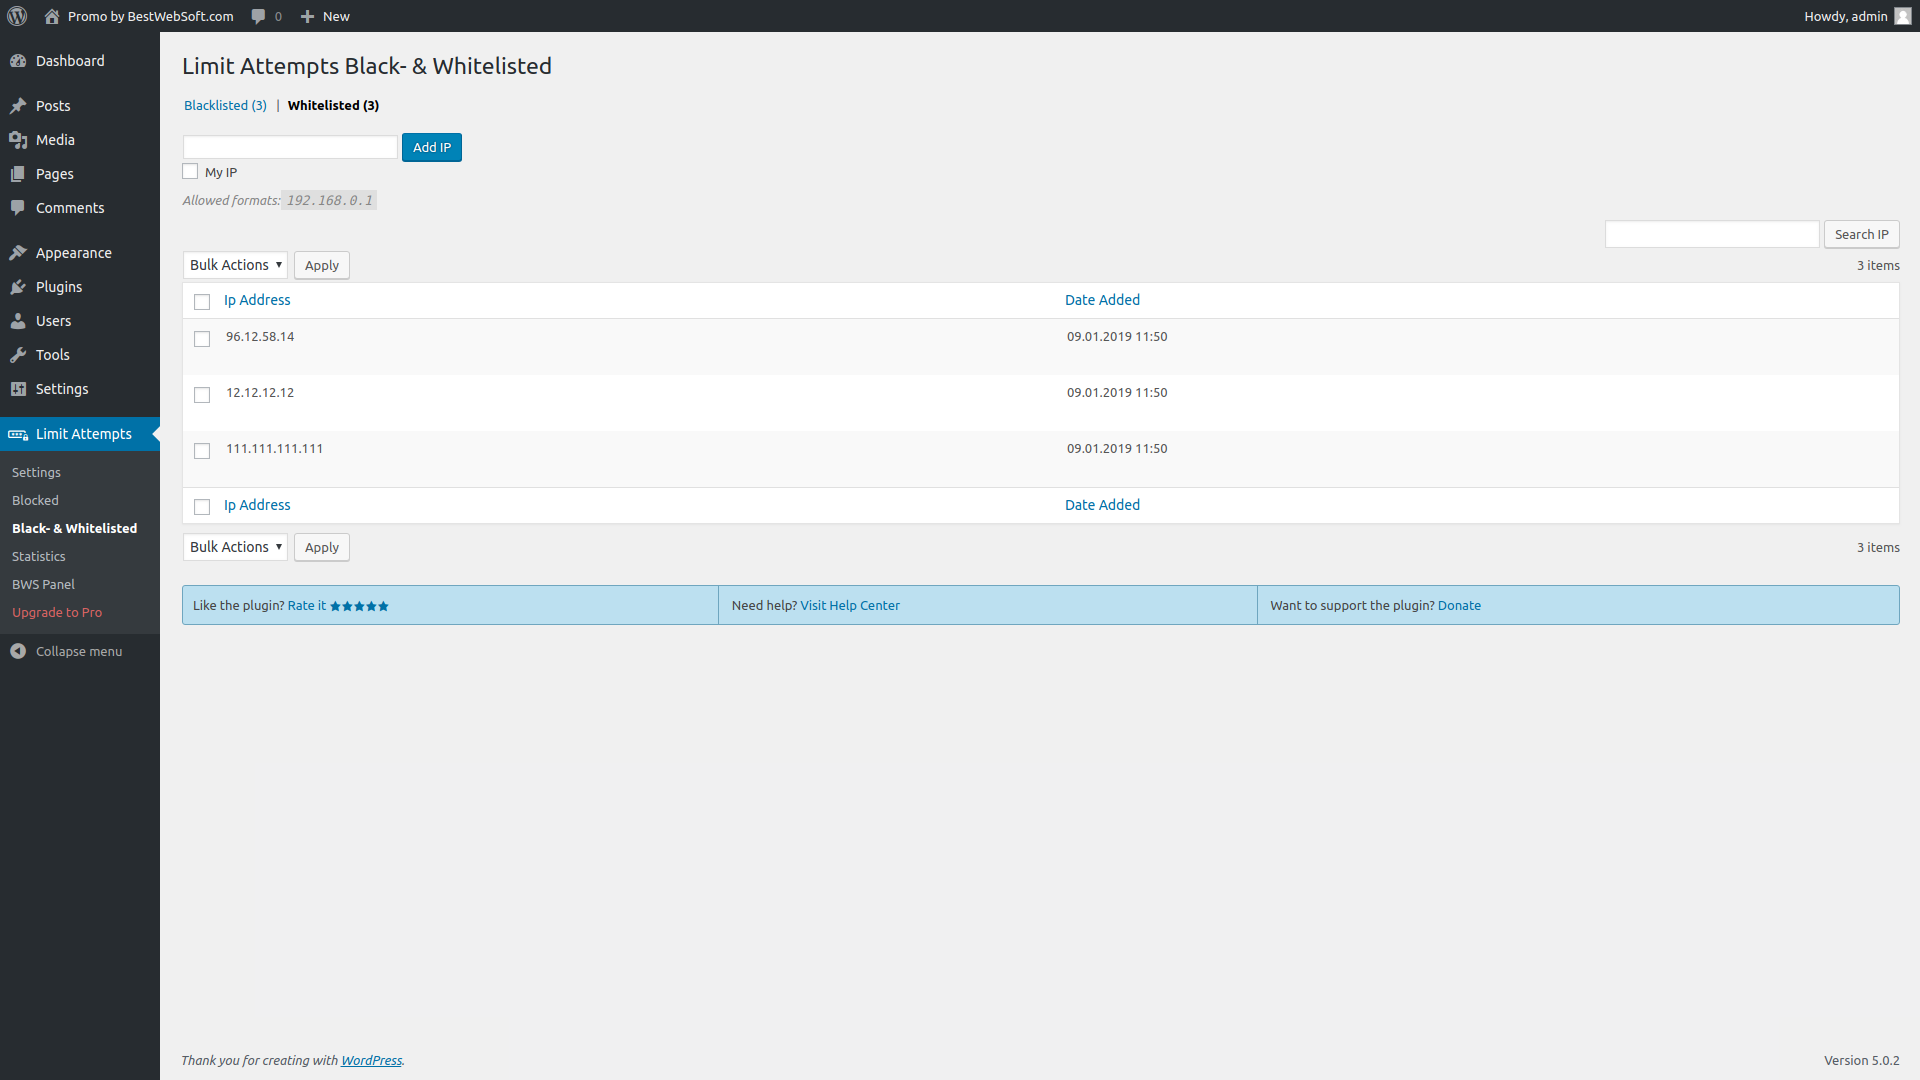 Promo by BestWebSoft.com 0 New Howdy, admin
Dashboard
Posts
Media
Pages
Comments
Appearance
Plugins
Users
Tools
Settings
Limit Attempts
Settings
Blocked
Black- & Whitelisted
Statistics
BWS Panel
Upgrade to Pro
Collapse menu
Limit Attempts Black- & Whitelisted
Blacklisted (3) | Whitelisted (3)
Add IP
My IP
Allowed formats: 192.168.0.1
Search IP
Bulk Actions Apply 3 items
Ip Address Date Added
96.12.58.14 09.01.2019 11:50
12.12.12.12 09.01.2019 11:50
111.111.111.111 09.01.2019 11:50
Ip Address Date Added
Bulk Actions Apply 3 items
Like the plugin? Rate it ★★★★★ Need help? Visit Help Center Want to support the plugin? Donate
Thank you for creating with WordPress. Version 5.0.2